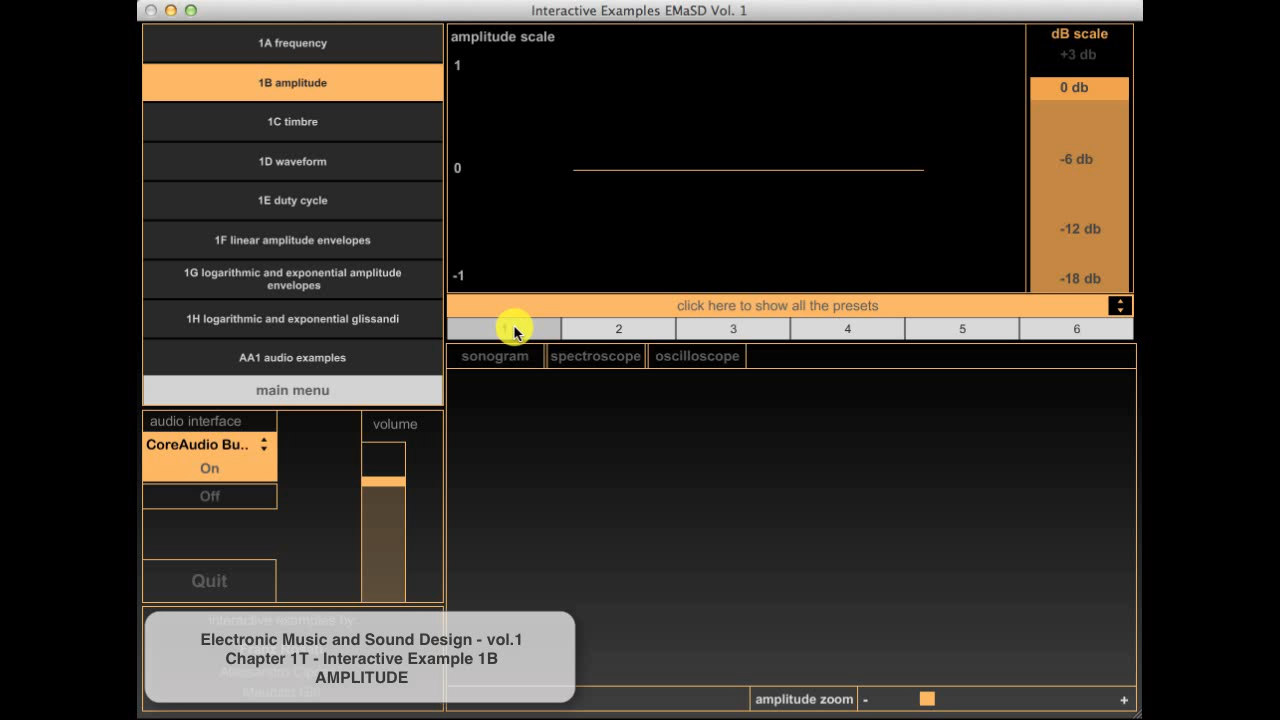 Interactive Examples EMaSD Vol. 1
1A frequency
1B amplitude
1C timbre
1D waveform
1E duty cycle
1F linear amplitude envelopes
1G logarithmic and exponential amplitude
envelopes
1H logarithmic and exponential glissandi
AA1 audio examples
main menu
audio interface
CoreAudio Bu..
On
Off
Quit
volume
interactive examples by:
Electronic Music and Sound Design - vol.1
Chapter 1T - Interactive Example 1B
AMPLITUDE
amplitude scale
1
0
-1
dB scale
+3 db
0 db
-6 db
-12 db
-18 db
click here to show all the presets
1 2 3 4 5 6
sonogram spectroscope oscilloscope
amplitude zoom - +